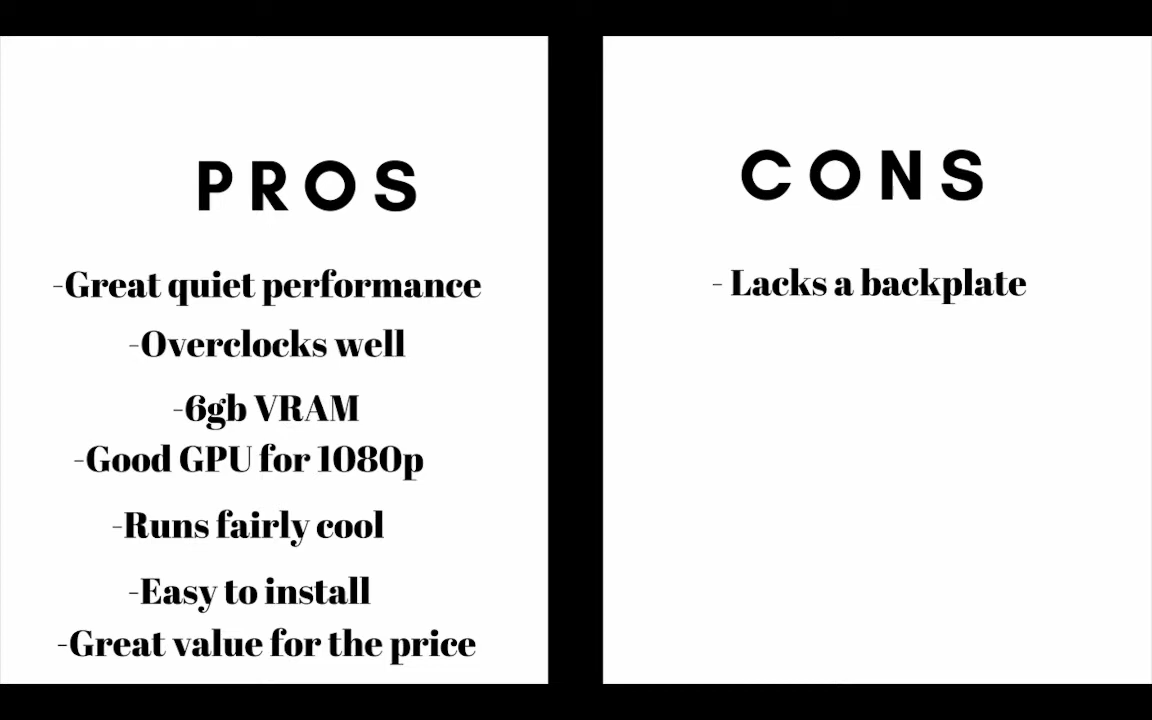 PROS
-Great quiet performance
-Overclocks well
-6gb VRAM
-Good GPU for 1080p
-Runs fairly cool
-Easy to install
-Great value for the price
CONS
- Lacks a backplate